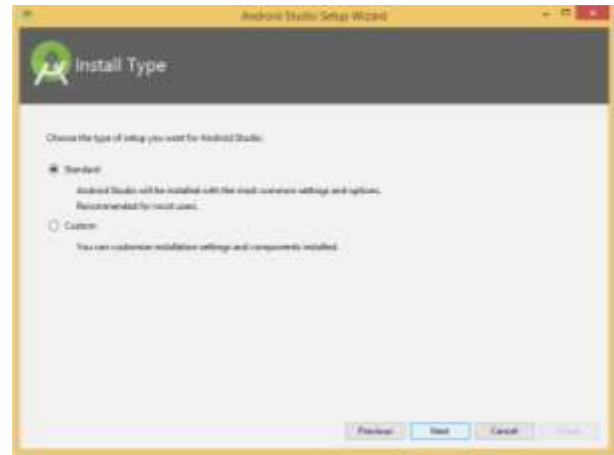 Android Studio Setup Wizard
Install Type
Choose the type of setup you want for Android Studio:
Standard
Android Studio will be installed with the most common settings and options.
Recommended for most users.
Custom
You can customize installation settings and components installed.
Previous Next Cancel Finish